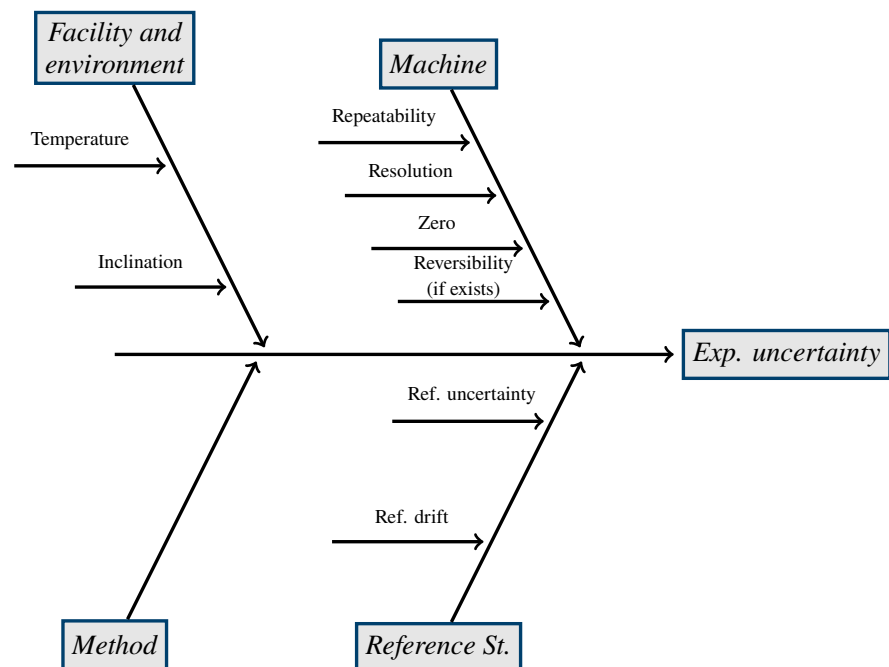 Facility and
environment
Machine
Repeatability
Temperature
Resolution
Zero
Inclination
Reversibility
(if exists)
Exp. uncertainty
Ref. uncertainty
Ref. drift
Method
Reference St.